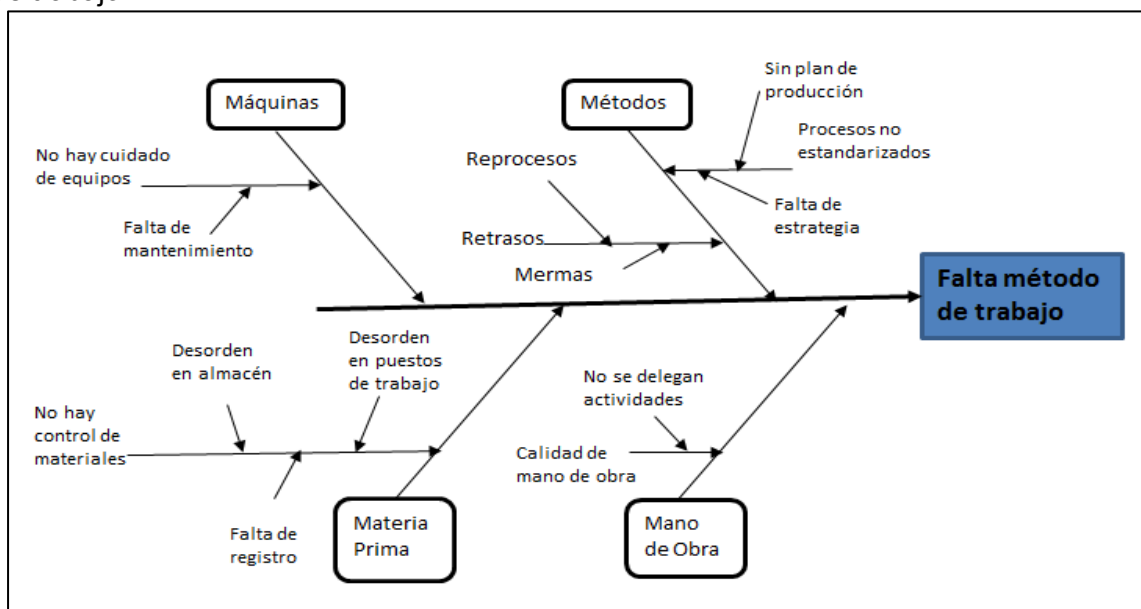 Sin plan de
producción
Máquinas
Métodos
Procesos no
estandarizados
No hay cuidado
de equipos
Reprocesos
Falta de
estrategia
Falta de
mantenimiento
Retrasos
Mermas
Falta método
de trabajo
Desorden
en almacén
Desorden
en puestos
de trabajo
No se delegan
actividades
No hay
control de
materiales
Calidad de
mano de obra
Falta de
registro
Materia
Prima
Mano
de Obra